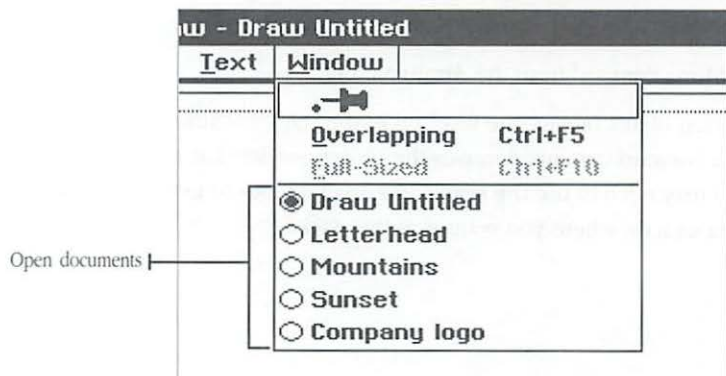 w - Draw Untitled
Text Window
Overlapping Ctrl+F5
Full-Sized Ctrl+F10
Draw Untitled
Letterhead
Mountains
Open documents
Sunset
Company logo